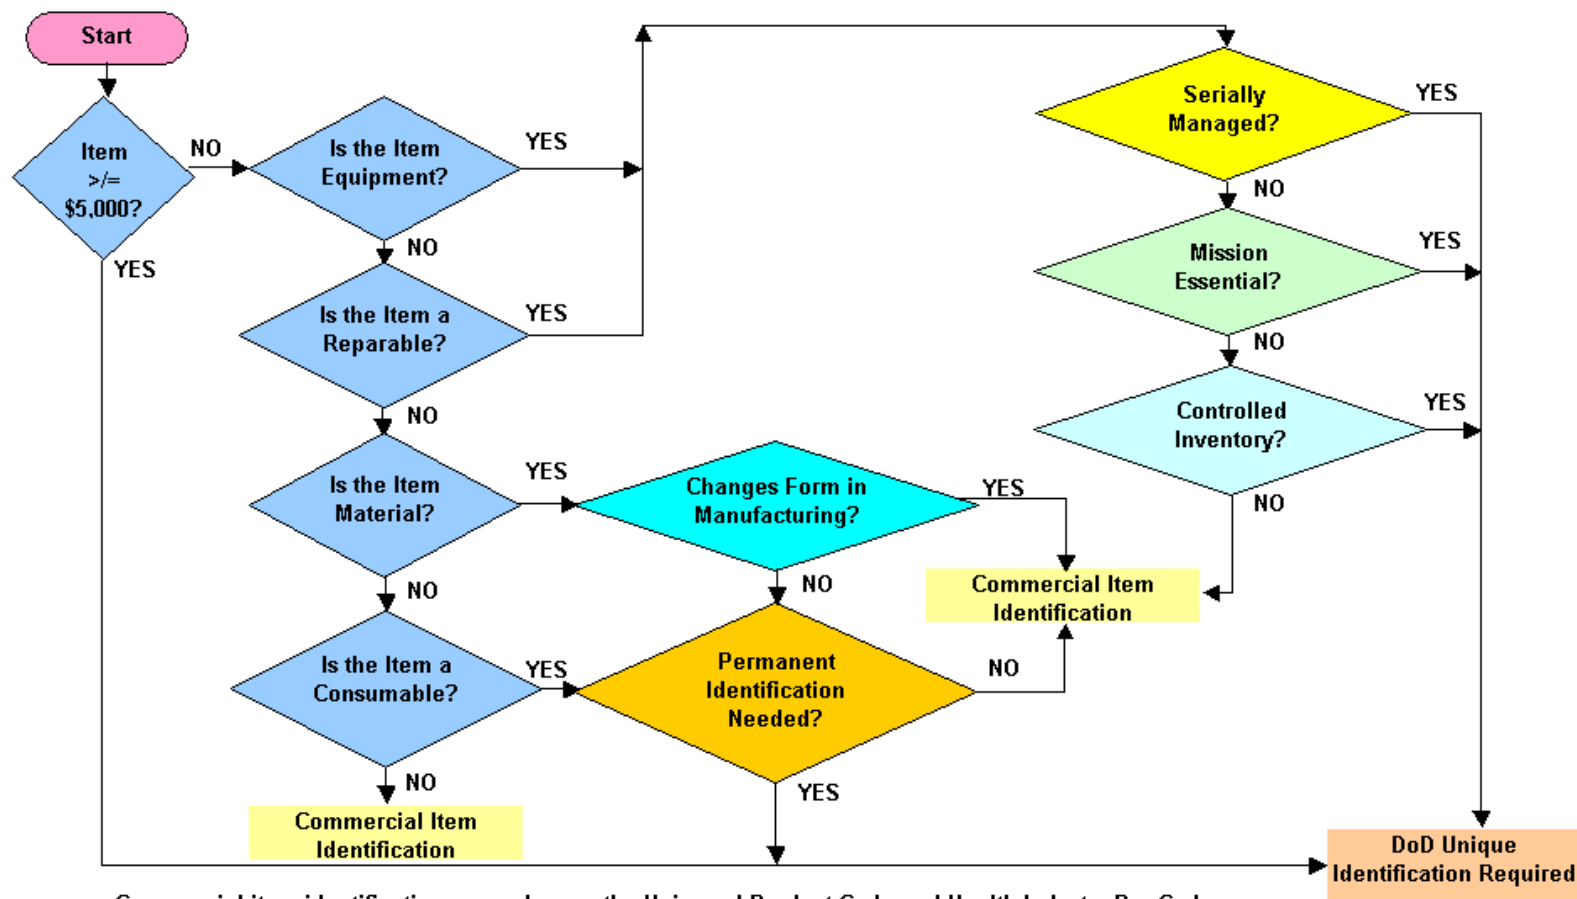 Start
Item
>/=
$5,000?
NO
YES
Is the Item
Equipment?
YES
NO
Is the Item a
Reparable?
YES
NO
Is the Item
Material?
YES
NO
Is the Item a
Consumable?
YES
NO
Commercial Item
Identification
Changes Form in
Manufacturing?
YES
NO
Permanent
Identification
Needed?
NO
YES
Commercial Item
Identification
Serially
Managed?
YES
NO
Mission
Essential?
YES
NO
Controlled
Inventory?
YES
NO
DoD Unique
Identification Required